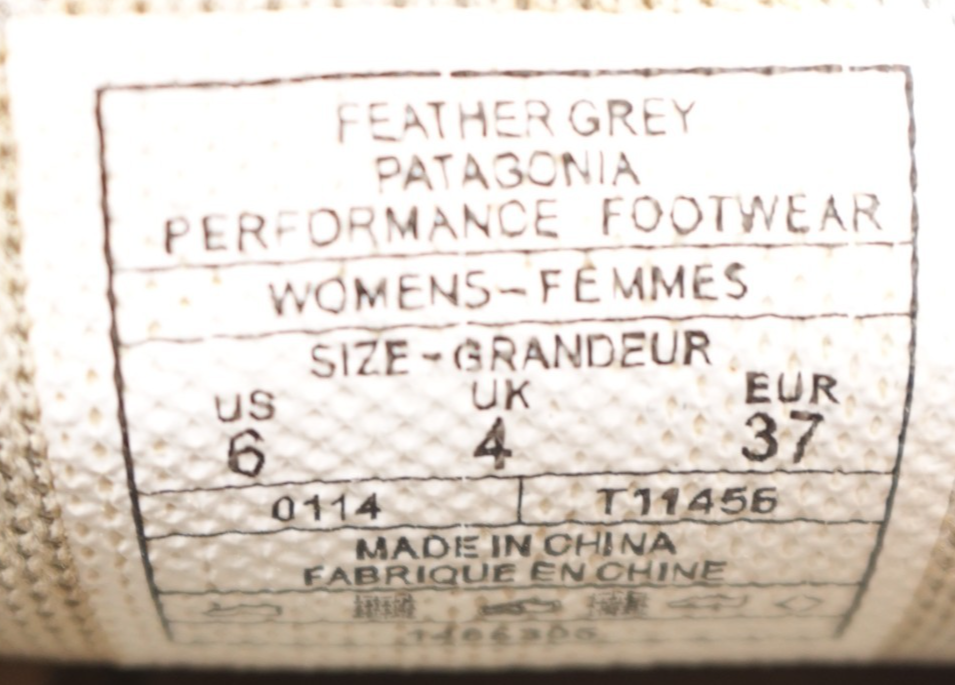 FEATHER GREY
PATAGONIA
PERFORMANCE FOOTWEAR
WOMENS-FEMMES
SIZE-GRANDEUR
US UK EUR
6 4 37
0114 T11456
MADE IN CHINA
FABRIQUE EN CHINE